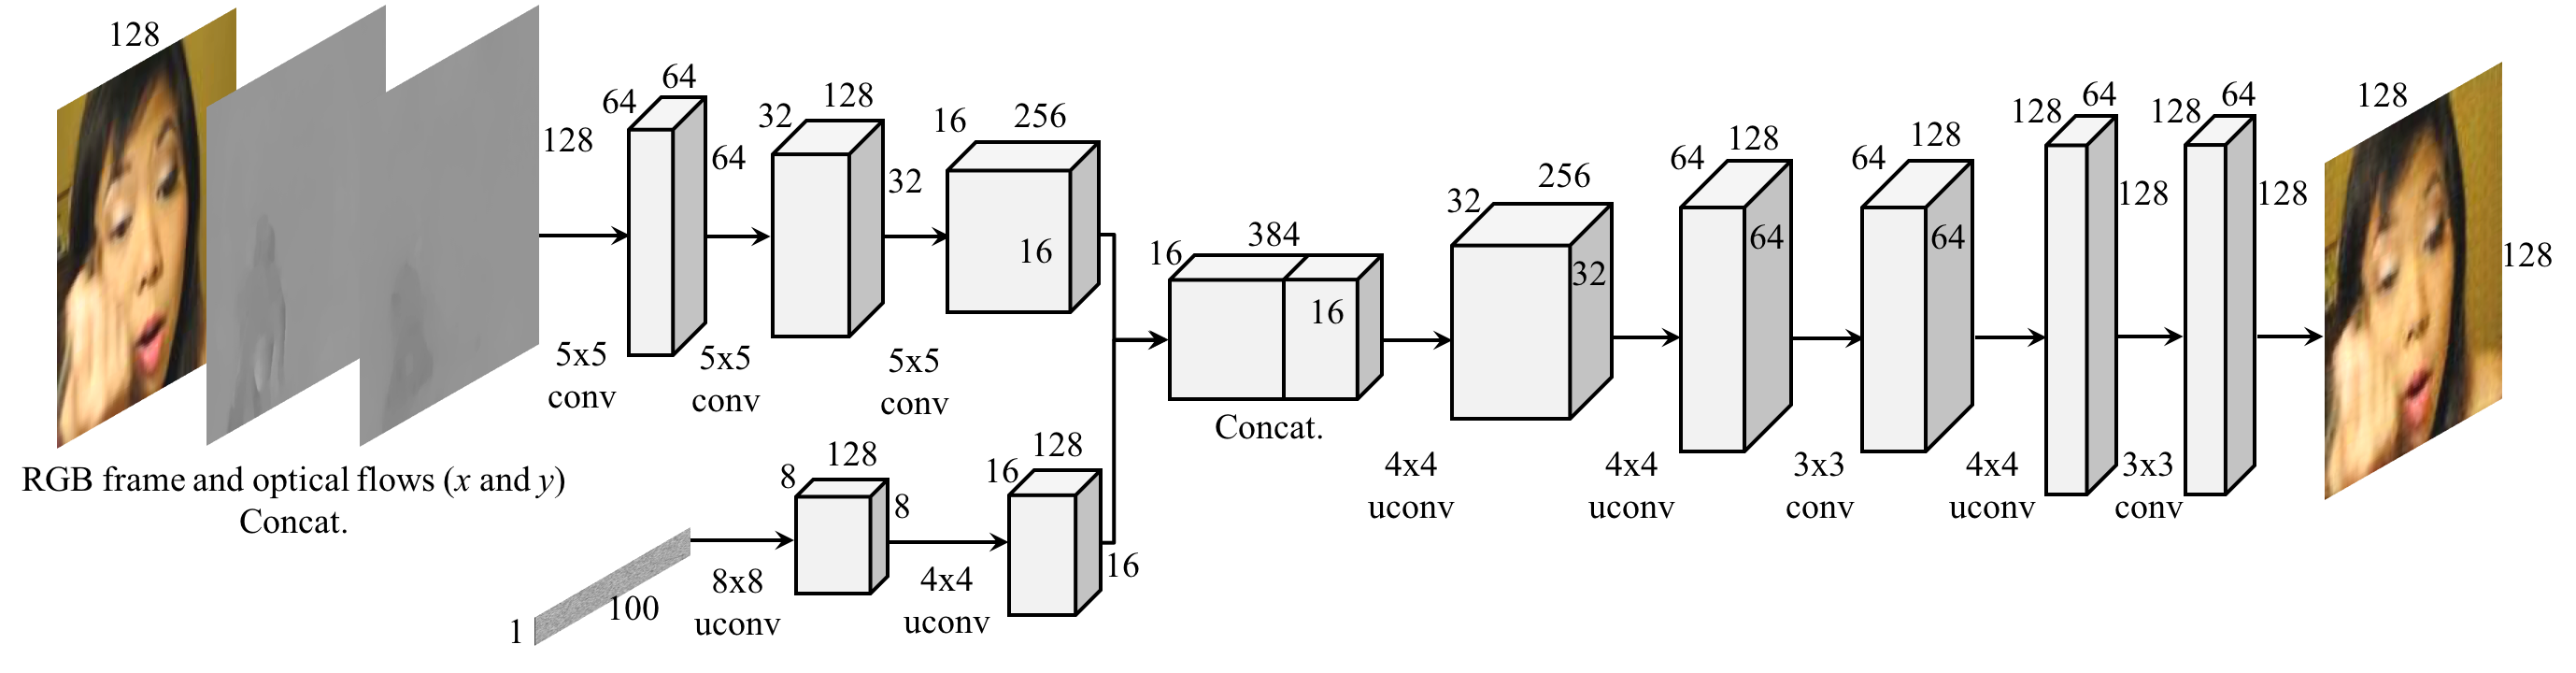 128
128
RGB frame and optical flows (x and y)
Concat.
64
64
64
5x5
conv
32
128
32
5x5
conv
16
256
16
5x5
conv
1
100
8x8
uconv
8
128
8
4x4
uconv
16
128
16
16
384
16
Concat.
4x4
uconv
32
256
32
4x4
uconv
64
128
64
3x3
conv
64
128
64
4x4
uconv
128
64
128
3x3
conv
128
64
128
128
128